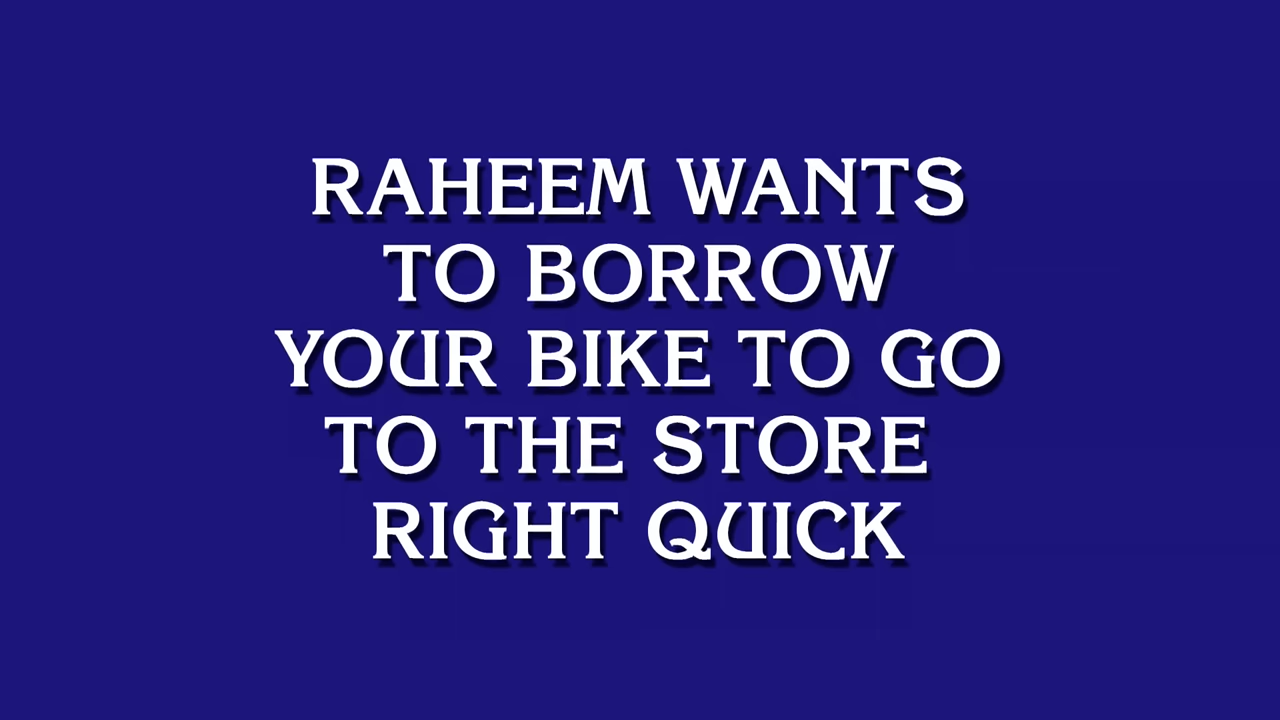 RAHEEM WANTS
TO BORROW
YOUR BIKE TO GO
TO THE STORE
RIGHT QUICK